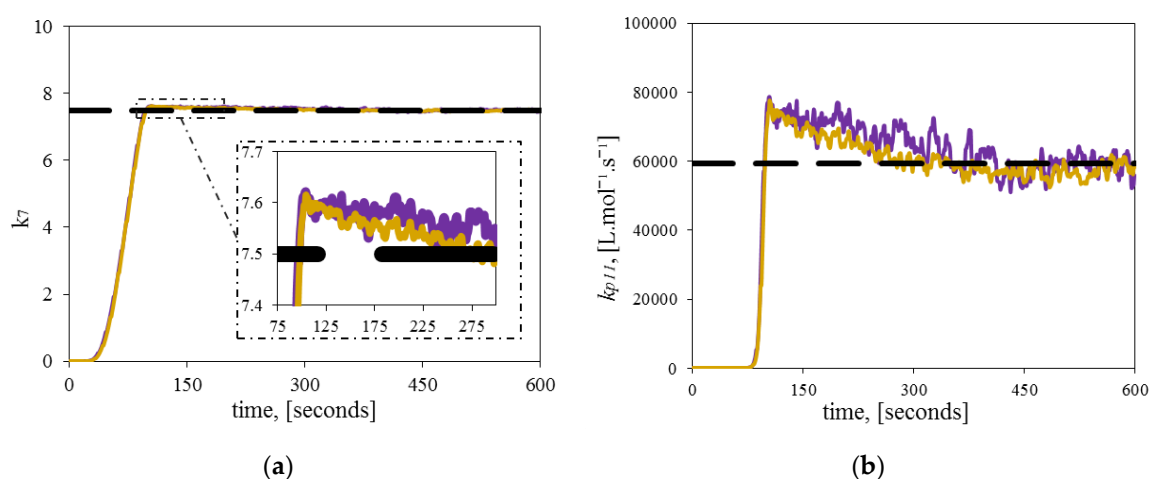 10
8
6
4
2
0
k7
7.7
7.6
7.5
7.4
75 125 175 225 275
0 150 300 450 600
time, [seconds]
(a)
100000
80000
60000
40000
20000
0
kp11, [L.mol⁻¹.s⁻¹]
0 150 300 450 600
time, [seconds]
(b)